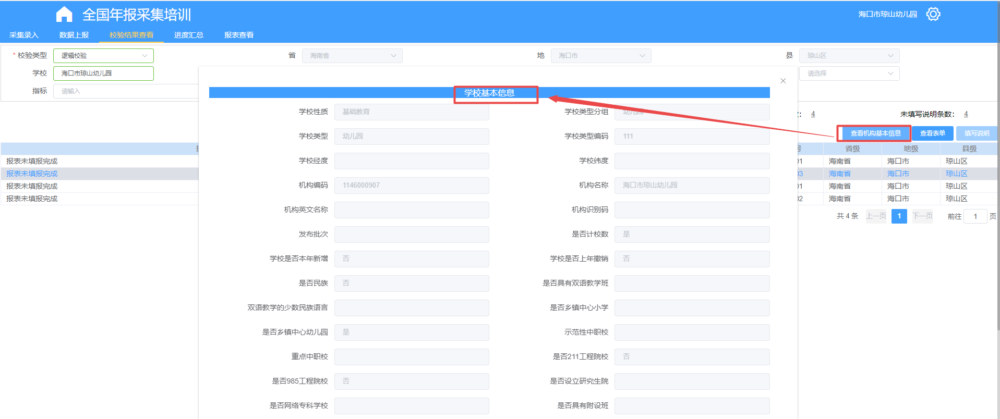 全国年报采集培训
海口市琼山幼儿园
采集录入 数据上报 校验结果查看 进度汇总 报表查看
* 校验类型 逻辑校验 省 海南省 地 海口市 县 琼山区
学校 海口市琼山幼儿园 请选择
指标 请输入
学校基本信息
学校性质 基础教育 学校类型分组 幼儿园
: 4 未填写说明条数: 4
查看机构基本信息 查看表单 填写说明
学校类型 幼儿园 学校类型编码 111
号 省级 地级 县级
学校经度 学校纬度
报表未填报完成 01 海南省 海口市 琼山区
报表未填报完成 03 海南省 海口市 琼山区
报表未填报完成 01 海南省 海口市 琼山区
机构编码 1146000907 机构名称 海口市琼山幼儿园
报表未填报完成 02 海南省 海口市 琼山区
机构英文名称 机构识别码
共 4 条 上一页 1 下一页 前往 1 页
发布批次 是否计校数 是
学校是否本年新增 否 学校是否上年撤销 否
是否民族 否 是否具有双语教学班
双语教学的少数民族语言 是否乡镇中心小学
是否乡镇中心幼儿园 是 示范性中职校
重点中职校 是否211工程院校 否
是否985工程院校 否 是否设立研究生院
是否网络专科学校 是否具有附设班